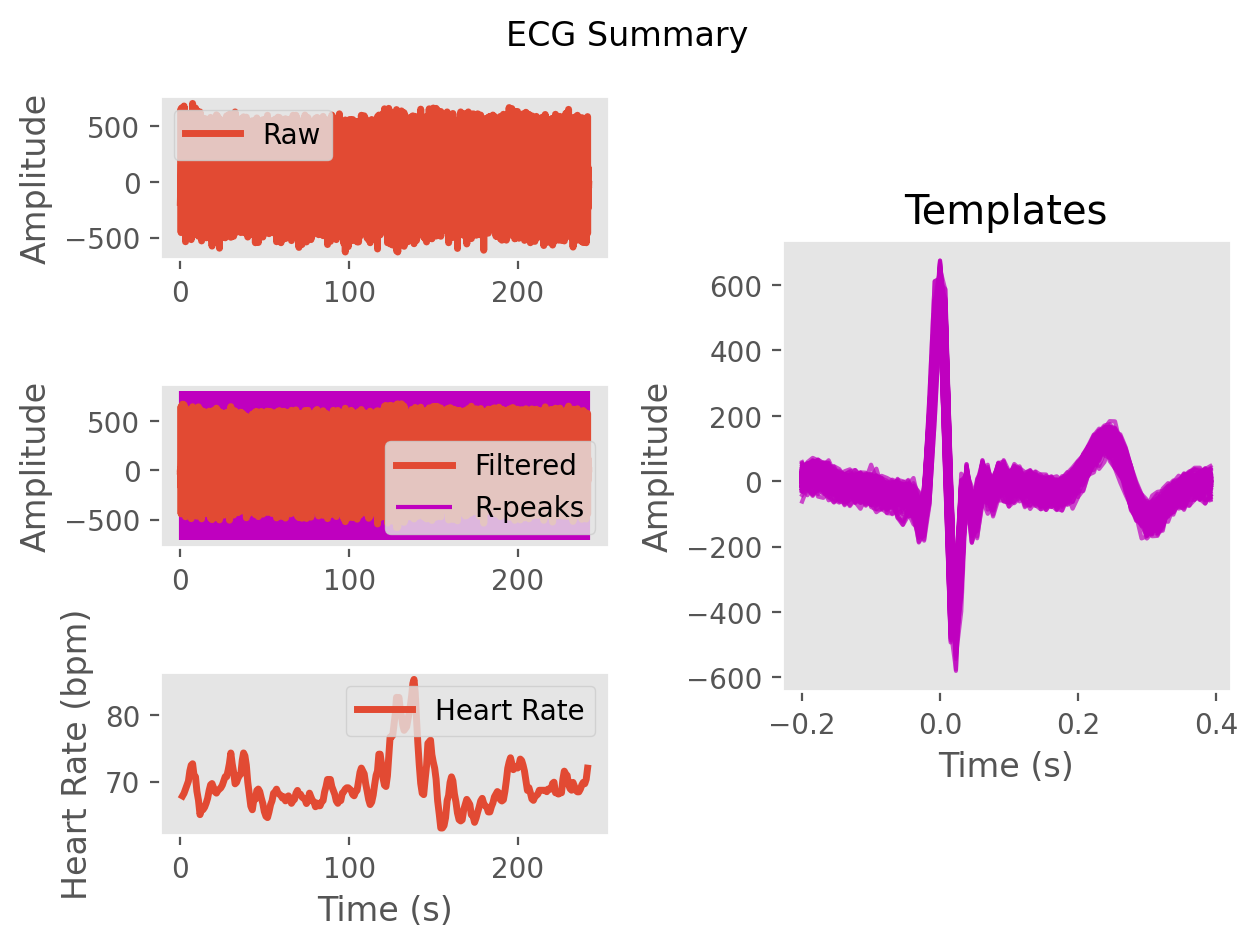 ECG Summary
Amplitude
500
0
−500
Raw
0 100 200
Amplitude
500
0
−500
Filtered
R-peaks
0 100 200
Heart Rate (bpm)
80
70
Heart Rate
0 100 200
Time (s)
Templates
Amplitude
600
400
200
0
−200
−400
−600
−0.2 0.0 0.2 0.4
Time (s)